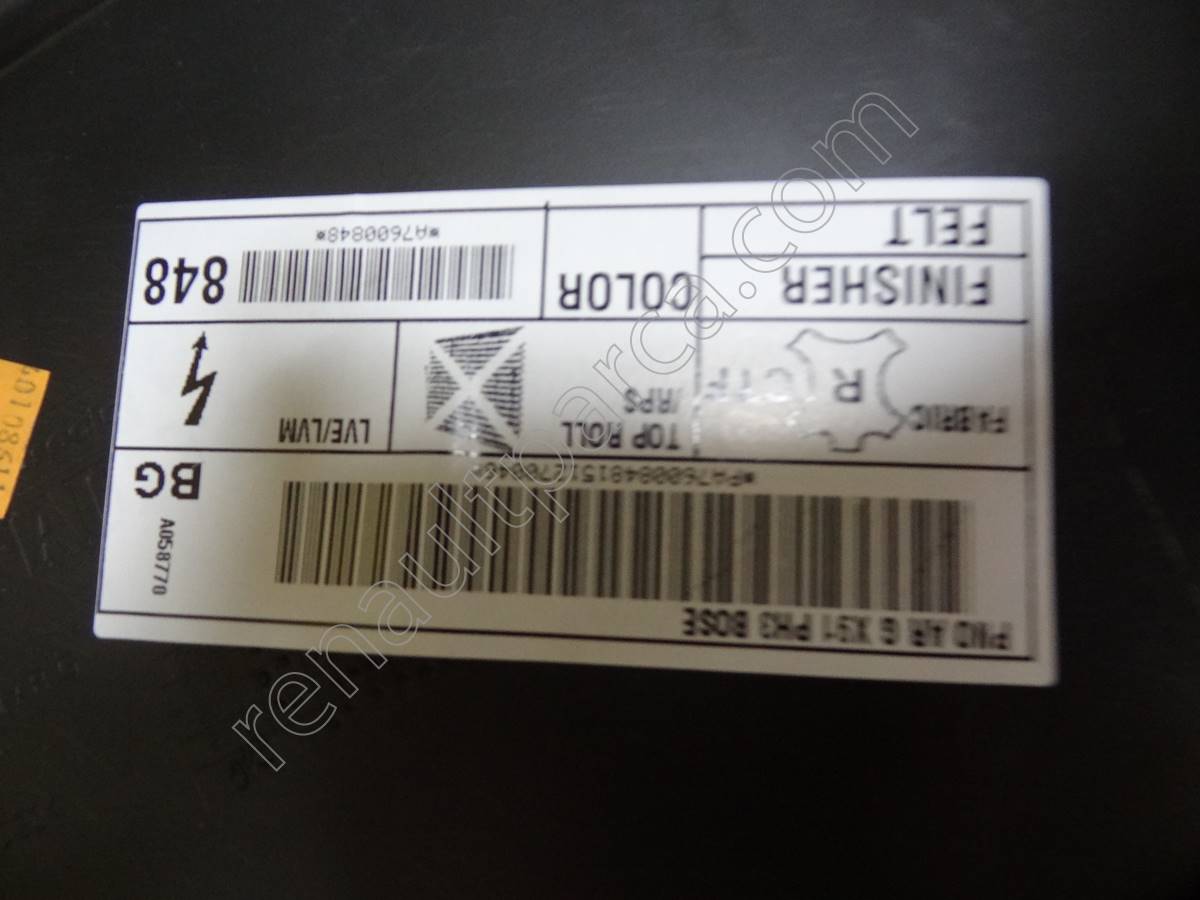 PNO AR G X91 PH3 BOSE
A058770
BG
FABRIC
R
TOP ROLL
/RPS
LVE/LVM
FINISHER
COLOR
848
*A7600848*
FELT
renaultparca.com